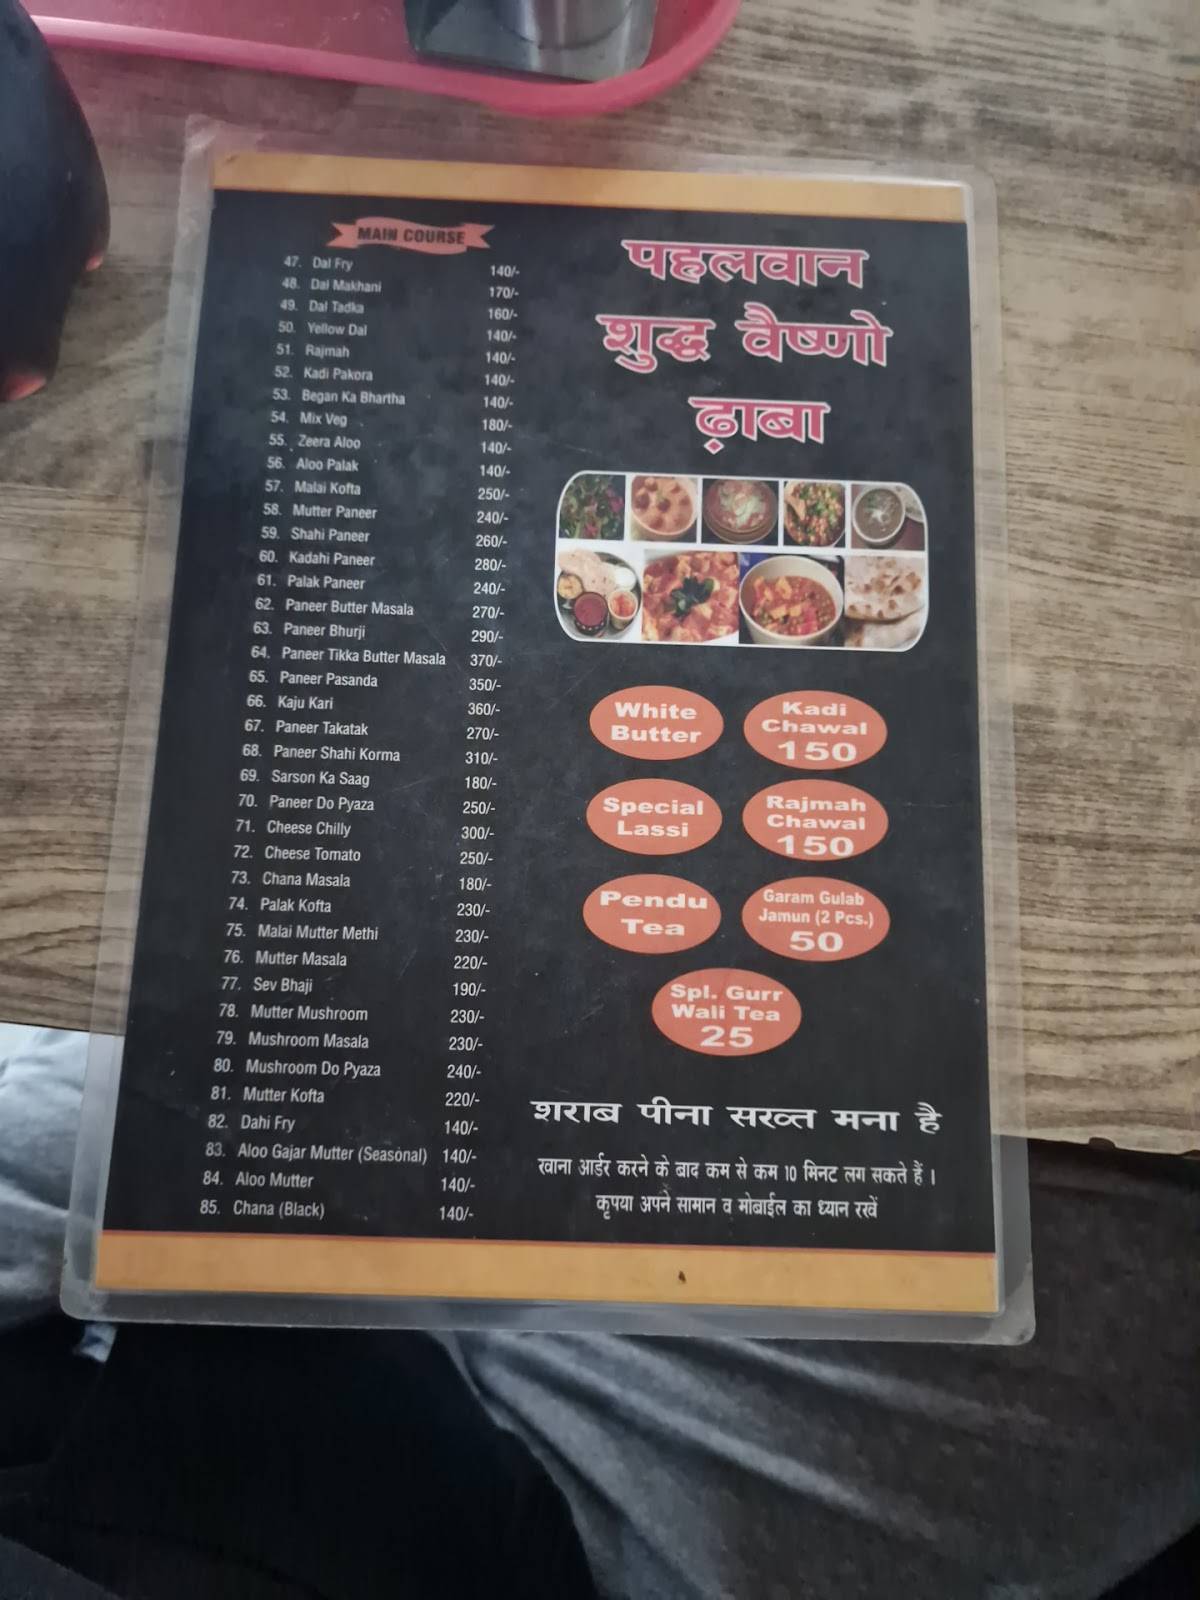 MAIN COURSE
47. Dal Fry 140/-
48. Dal Makhani 170/-
49. Dal Tadka 160/-
50. Yellow Dal 140/-
51. Rajmah 140/-
52. Kadi Pakora 140/-
53. Began Ka Bhartha 140/-
54. Mix Veg 180/-
55. Zeera Aloo 140/-
56. Aloo Palak 140/-
57. Malai Kofta 250/-
58. Mutter Paneer 240/-
59. Shahi Paneer 260/-
60. Kadahi Paneer 280/-
61. Palak Paneer 240/-
62. Paneer Butter Masala 270/-
63. Paneer Bhurji 290/-
64. Paneer Tikka Butter Masala 370/-
65. Paneer Pasanda 350/-
66. Kaju Kari 360/-
67. Paneer Takatak 270/-
68. Paneer Shahi Korma 310/-
69. Sarson Ka Saag 180/-
70. Paneer Do Pyaza 250/-
71. Cheese Chilly 300/-
72. Cheese Tomato 250/-
73. Chana Masala 180/-
74. Palak Kofta 230/-
75. Malai Mutter Methi 230/-
76. Mutter Masala 220/-
77. Sev Bhaji 190/-
78. Mutter Mushroom 230/-
79. Mushroom Masala 230/-
80. Mushroom Do Pyaza 240/-
81. Mutter Kofta 220/-
82. Dahi Fry 140/-
83. Aloo Gajar Mutter (Seasonal) 140/-
84. Aloo Mutter 140/-
85. Chana (Black) 140/-
पहलवान
शुद्ध वैष्णो
ढ़ाबा
White
Butter
Kadi
Chawal
150
Special
Lassi
Rajmah
Chawal
150
Pendu
Tea
Garam Gulab
Jamun (2 Pcs.)
50
Spl. Gurr
Wali Tea
25
शराब पीना सख्त मना है
खाना आर्डर करने के बाद कम से कम 10 मिनट लग सकते हैं ।
कृपया अपने सामान व मोबाईल का ध्यान रखें